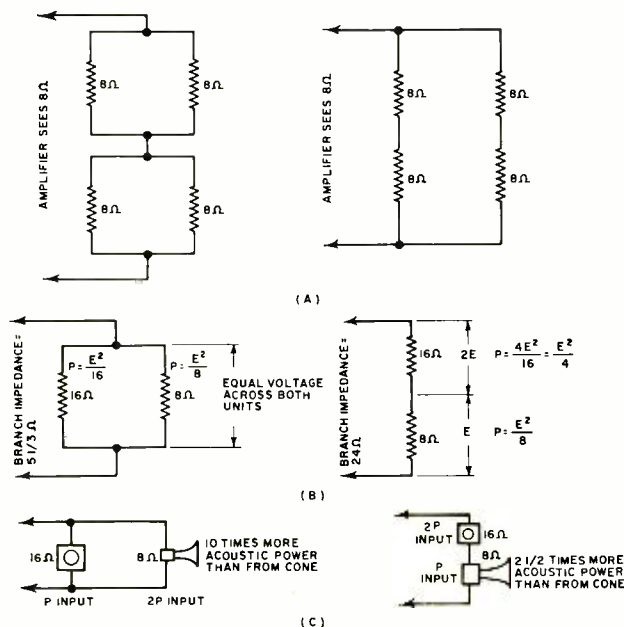 AMPLIFIER SEES 8Ω
8Ω
8Ω
8Ω
8Ω
8Ω
8Ω
8Ω
8Ω
(A)
BRANCH IMPEDANCE =
5 1/3 Ω
P = E²/16
16Ω
P = E²/8
8Ω
EQUAL VOLTAGE
ACROSS BOTH
UNITS
BRANCH IMPEDANCE =
24Ω
16Ω
2E
P = 4E²/16 = E²/4
8Ω
E
P = E²/8
(B)
16Ω
8Ω
10 TIMES MORE
ACOUSTIC POWER
THAN FROM CONE
P INPUT
2P INPUT
2P
INPUT
16Ω
8Ω
P
INPUT
2 1/2 TIMES MORE
ACOUSTIC POWER
THAN FROM CONE
(C)